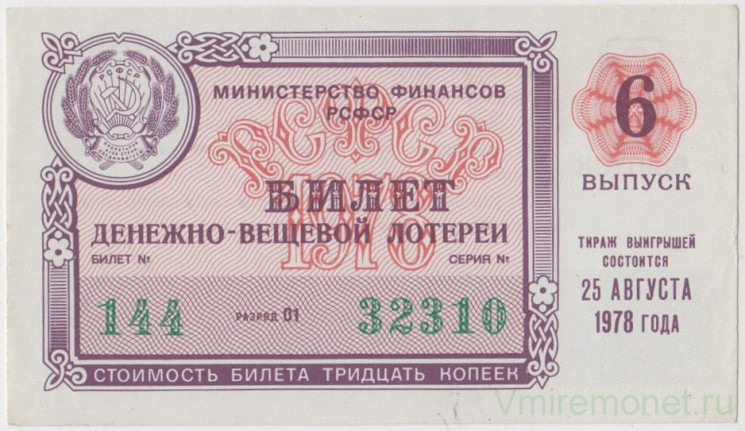 РСФСР
МИНИСТЕРСТВО ФИНАНСОВ
РСФСР
РСФСР
1978
БИЛЕТ
ДЕНЕЖНО-ВЕЩЕВОЙ ЛОТЕРЕИ
БИЛЕТ № СЕРИЯ №
144 РАЗРЯД 01 32310
СТОИМОСТЬ БИЛЕТА ТРИДЦАТЬ КОПЕЕК
6
ВЫПУСК
ТИРАЖ ВЫИГРЫШЕЙ
СОСТОИТСЯ
25 АВГУСТА
1978 ГОДА
Vmiremonet.ru